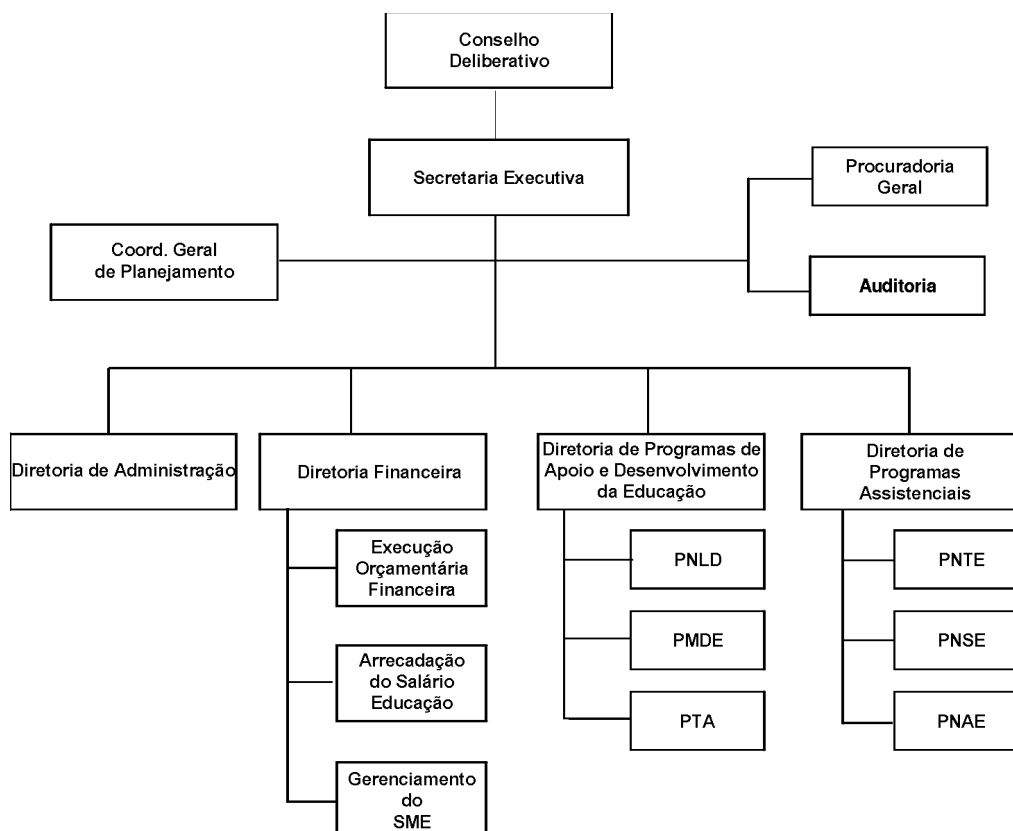 Conselho
Deliberativo
Secretaria Executiva
Procuradoria
Geral
Coord. Geral
de Planejamento
Auditoria
Diretoria de Administração
Diretoria Financeira
Diretoria de Programas de
Apoio e Desenvolvimento
da Educação
Diretoria de
Programas
Assistenciais
Execução
Orçamentária
Financeira
PNLD
PNTE
Arrecadação
do Salário
Educação
PMDE
PNSE
PTA
PNAE
Gerenciamento
do
SME